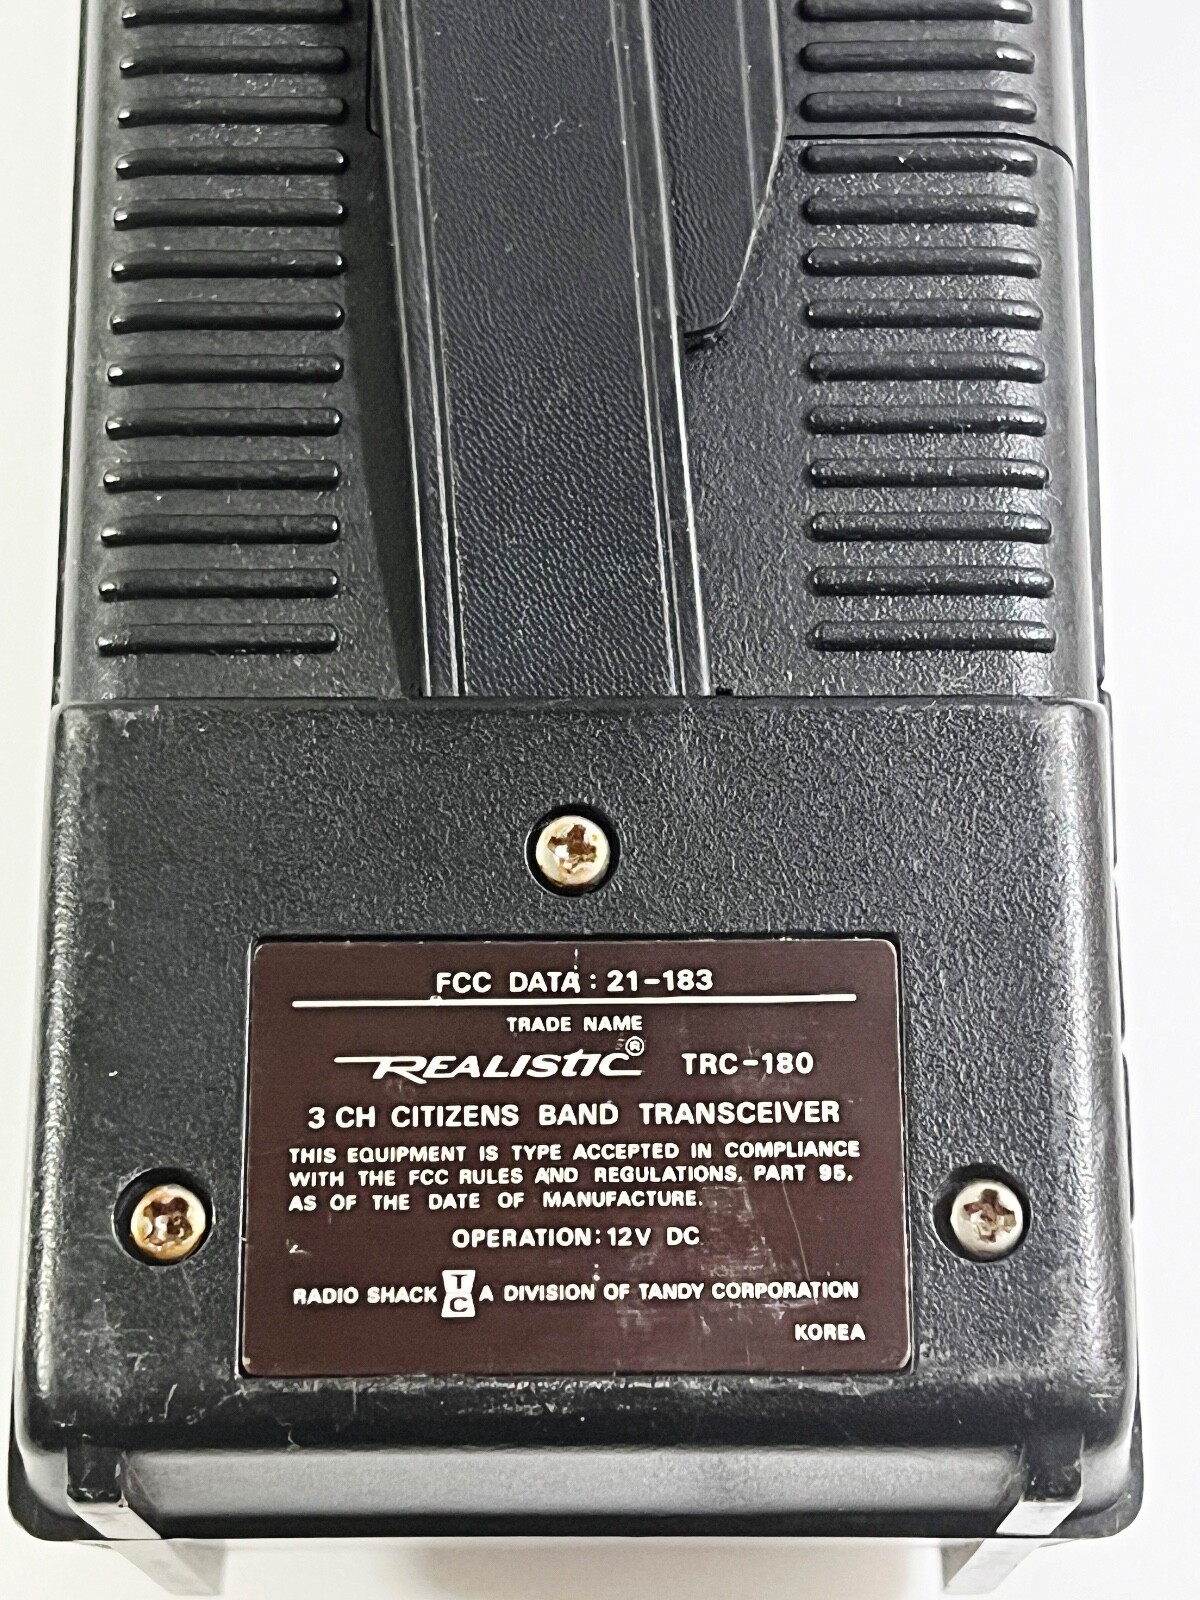 FCC DATA: 21-183
TRADE NAME
REALISTIC® TRC-180
3 CH CITIZENS BAND TRANSCEIVER
THIS EQUIPMENT IS TYPE ACCEPTED IN COMPLIANCE
WITH THE FCC RULES AND REGULATIONS, PART 95,
AS OF THE DATE OF MANUFACTURE.
OPERATION: 12V DC
RADIO SHACK TC A DIVISION OF TANDY CORPORATION
KOREA